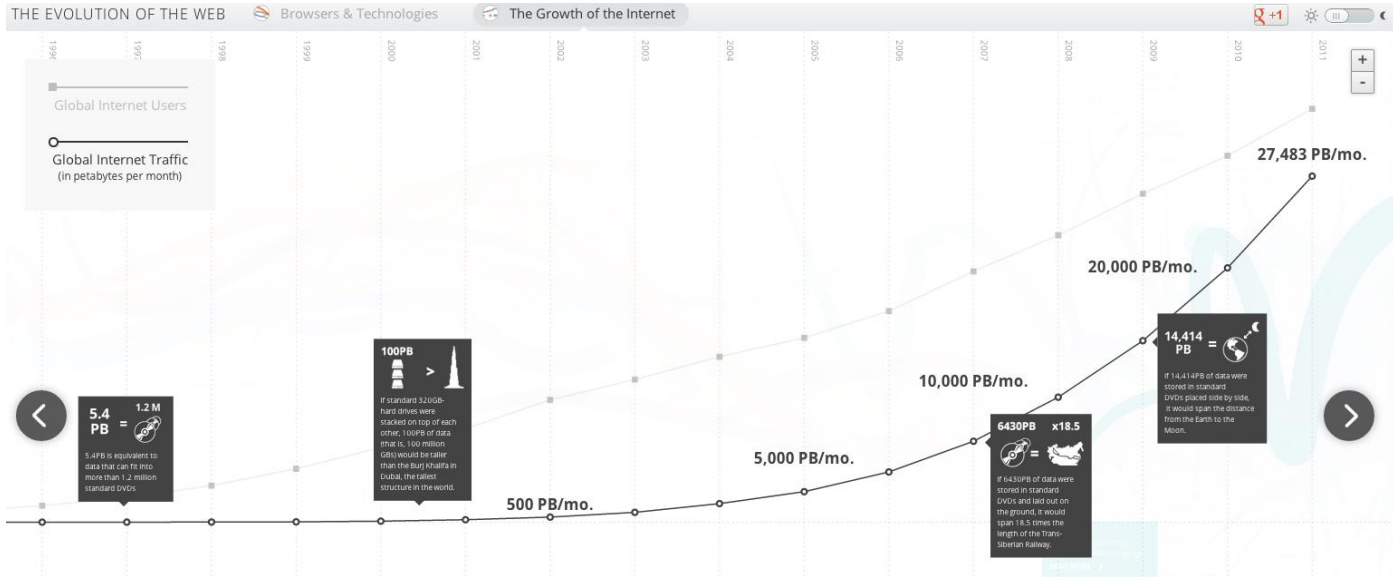 THE EVOLUTION OF THE WEB
Browsers & Technologies
The Growth of the Internet
g +1
1996
1997
1998
1999
2000
2001
2002
2003
2004
2005
2006
2007
2008
2009
2010
2011
+
-
Global Internet Users
Global Internet Traffic
(in petabytes per month)
27,483 PB/mo.
20,000 PB/mo.
10,000 PB/mo.
5,000 PB/mo.
500 PB/mo.
5.4
PB
=
1.2 M
5.4PB is equivalent to
data that can fit into
more than 1.2 million
standard DVDs
100PB
>
If standard 320GB-
hard drives were
stacked on top of each
other, 100PB of data
(that is, 100 million
GBs) would be taller
than the Burj Khalifa in
Dubai, the tallest
structure in the world.
6430PB
x18.5
=
If 6430PB of data were
stored in standard
DVDs and laid out on
the ground, it would
span 18.5 times the
length of the Trans-
Siberian Railway.
14,414
PB
=
If 14,414PB of data were
stored in standard
DVDs placed side by side,
it would span the distance
from the Earth to the
Moon.